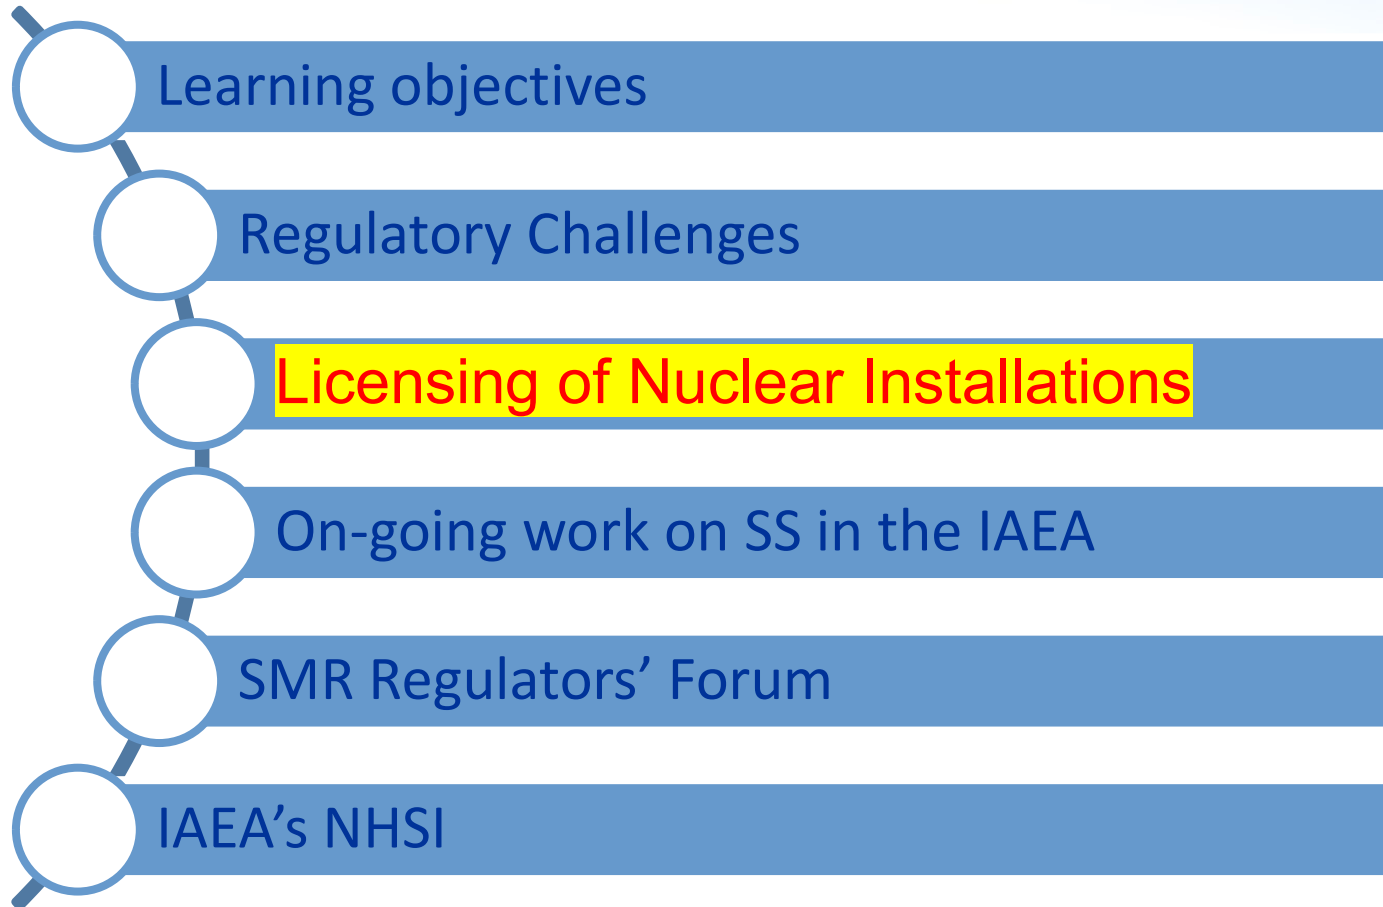 Learning objectives
Regulatory Challenges
Licensing of Nuclear Installations
On-going work on SS in the IAEA
SMR Regulators’ Forum
IAEA’s NHSI